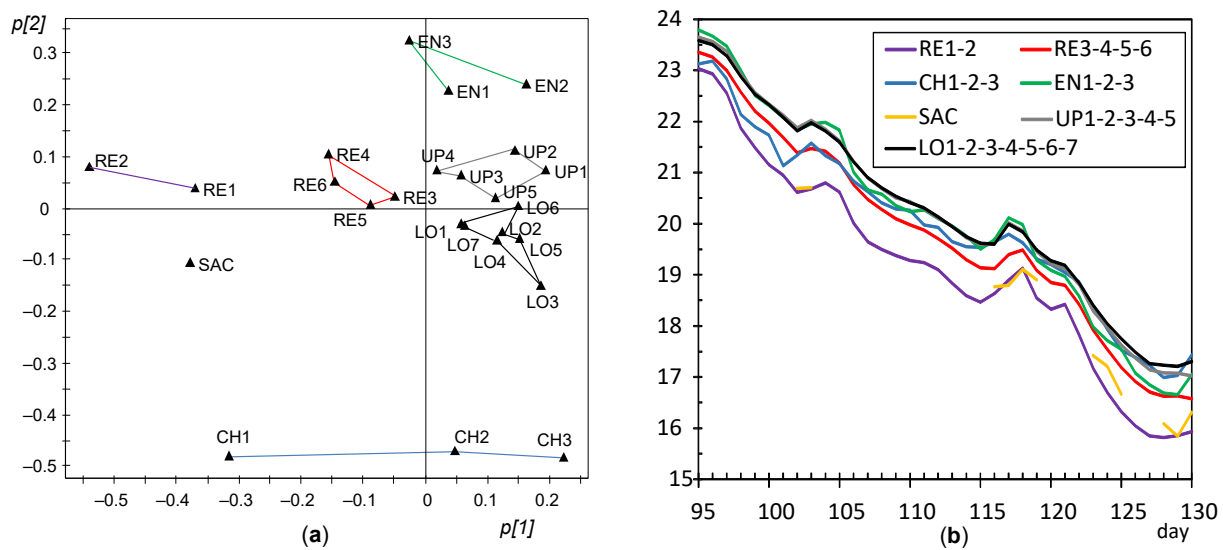 p[2]
0.3
0.2
0.1
0
–0.1
–0.2
–0.3
–0.4
–0.5
EN3
EN1
EN2
RE2
RE1
RE4
RE6
RE5
RE3
UP4
UP2
UP3
UP1
UP5
LO6
LO1
LO2
LO7
LO5
LO4
LO3
SAC
CH1
CH2
CH3
–0.5 –0.4 –0.3 –0.2 –0.1 0 0.1 0.2
(a) p[1]
24
23
22
21
20
19
18
17
16
15
RE1-2 RE3-4-5-6
CH1-2-3 EN1-2-3
SAC UP1-2-3-4-5
LO1-2-3-4-5-6-7
95 100 105 110 115 120 125 130
(b) day